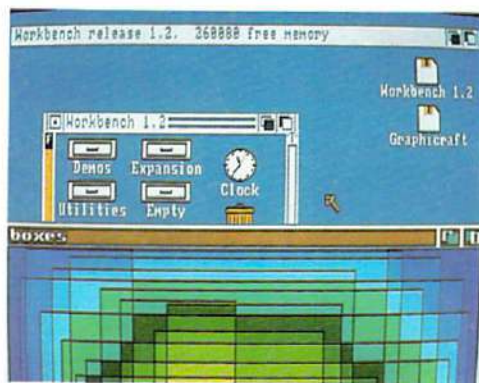 Workbench release 1.2. 260080 free memory
Workbench 1.2
Graphicraft
Workbench 1.2
Demos Expansion Clock
Utilities Empty
boxes